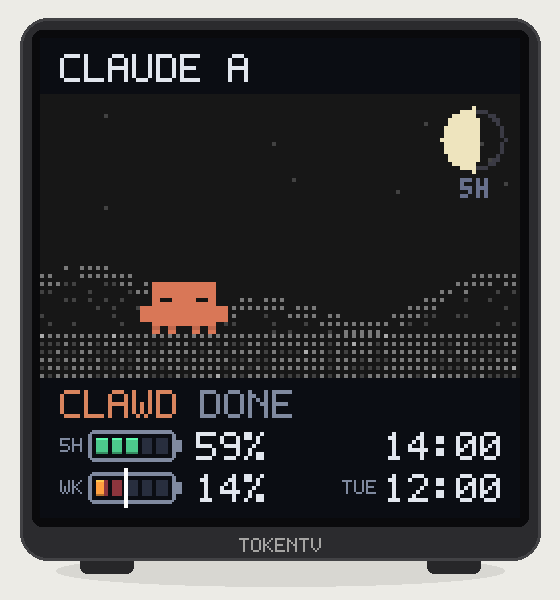 CLAUDE A
5H
CLAWD DONE
5H 59% 14:00
WK 14% TUE 12:00
TOKENTV